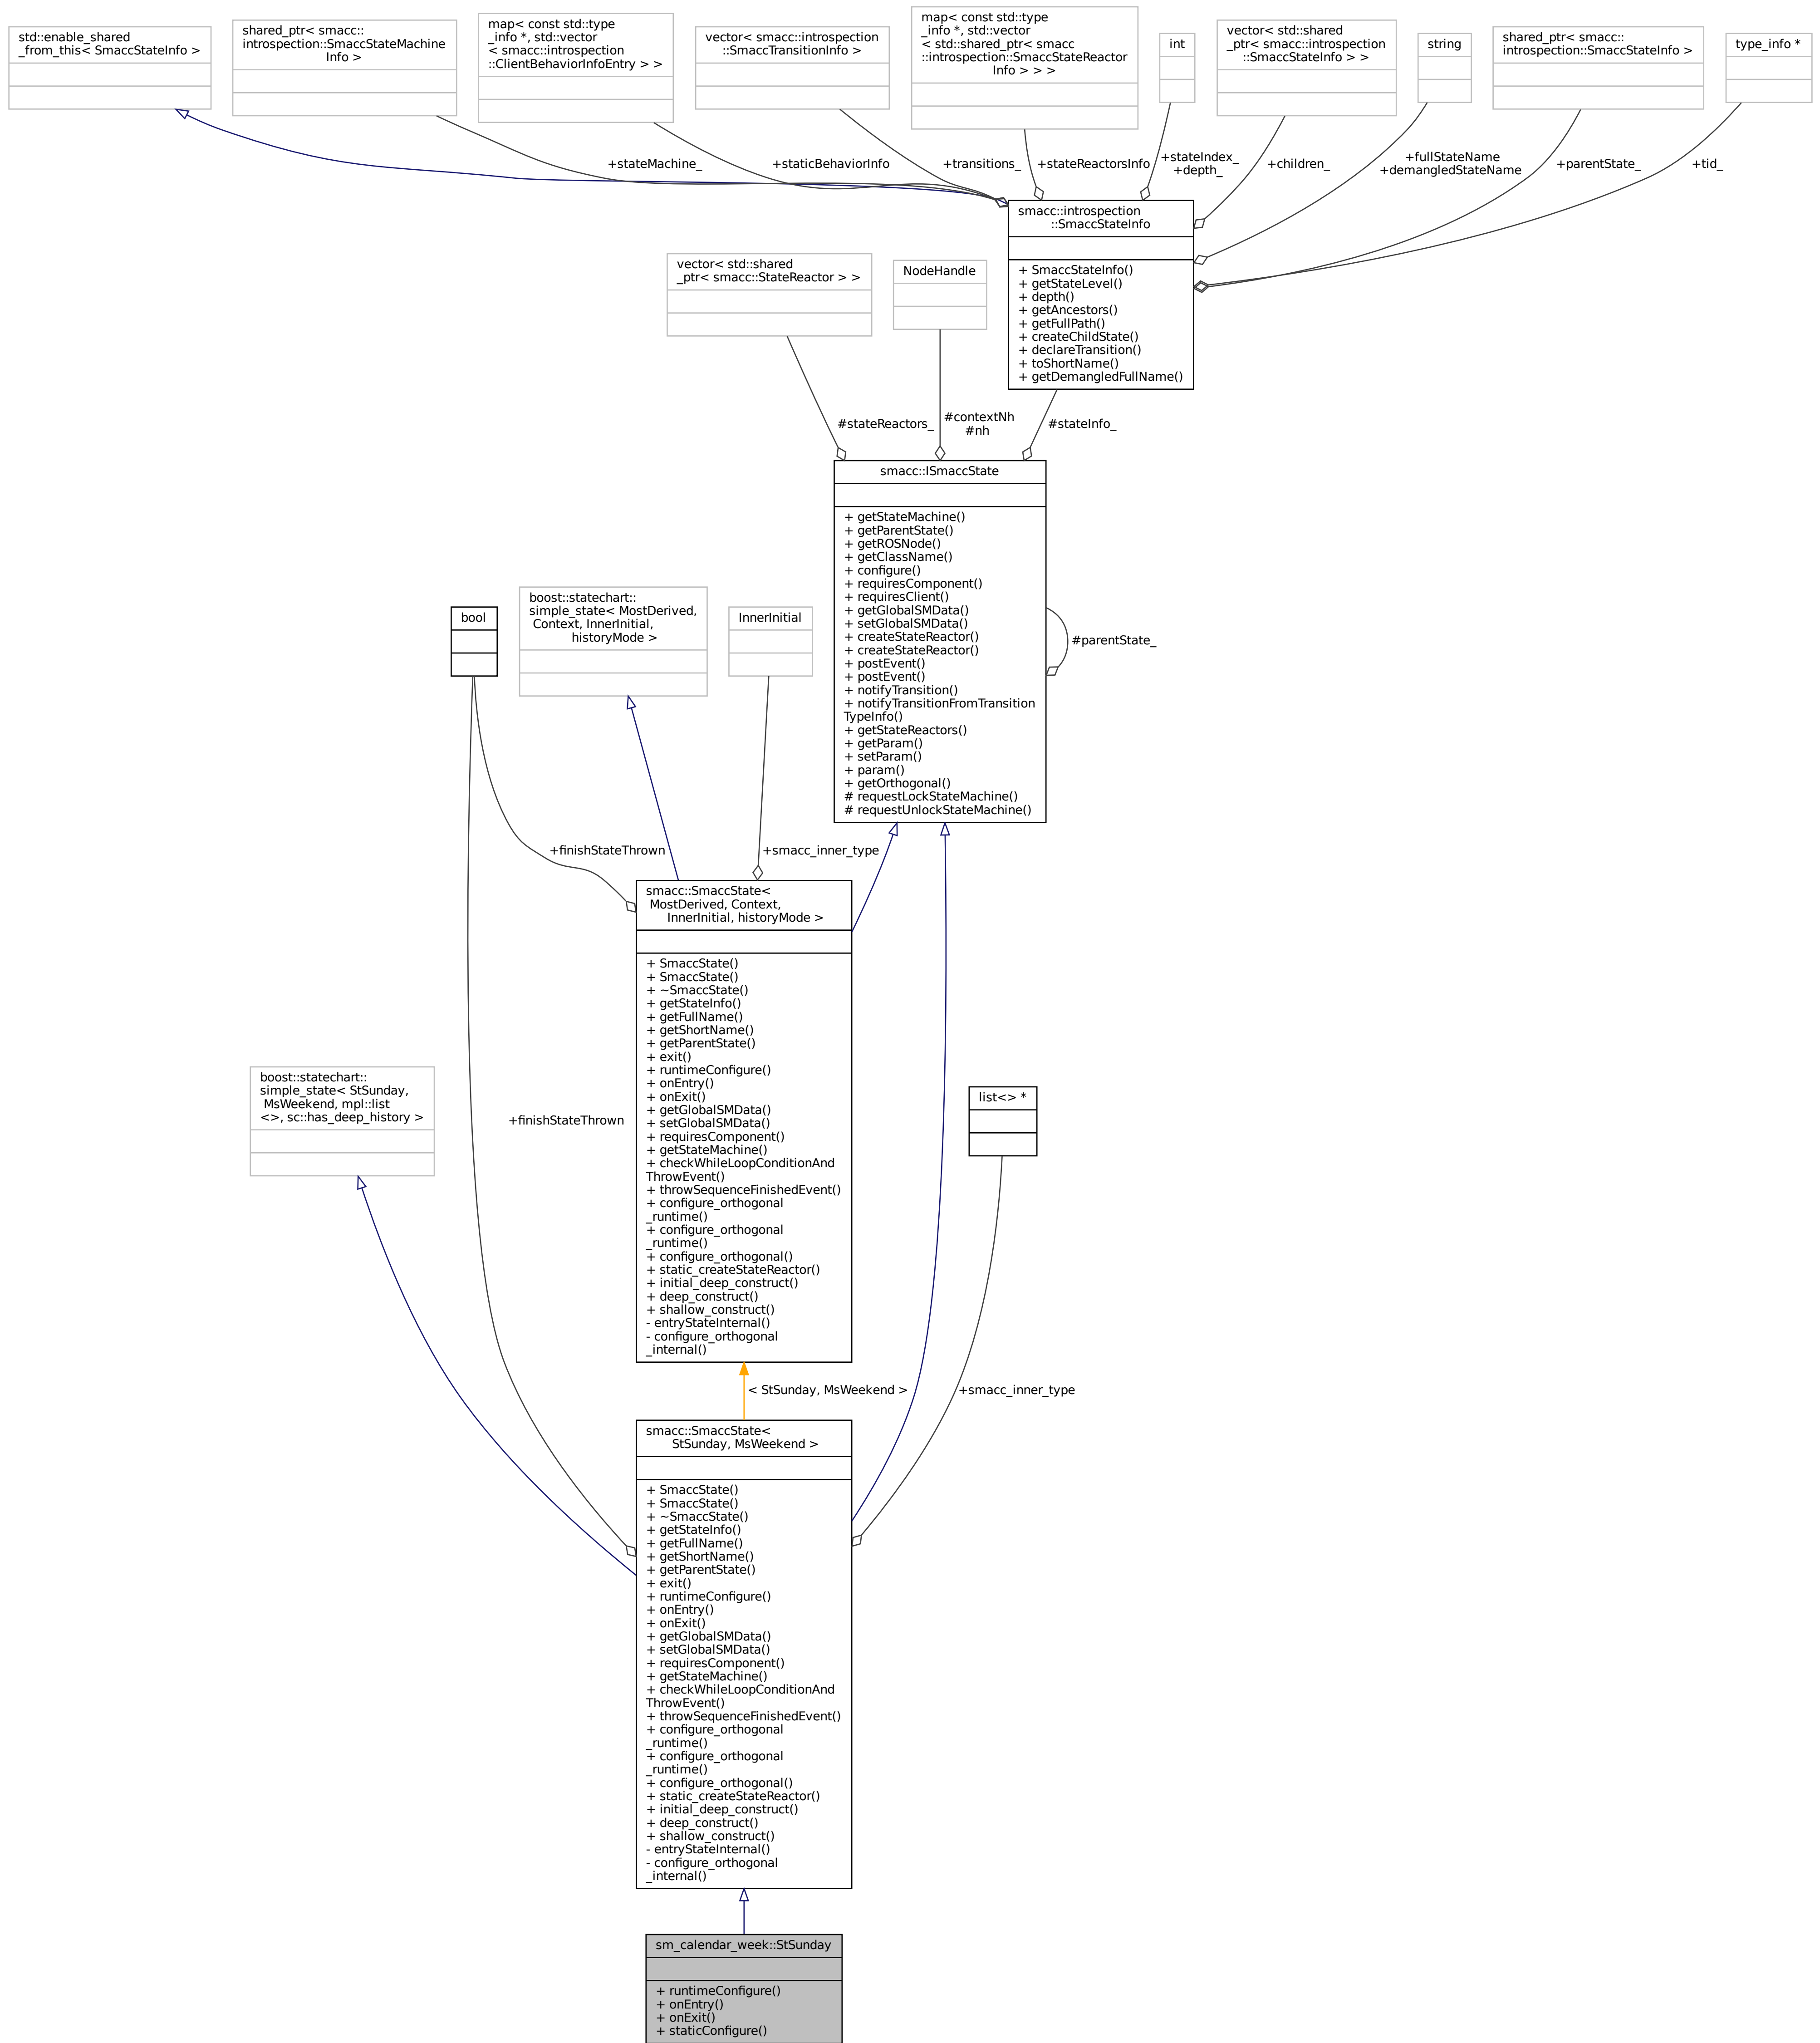 std::enable_shared
_from_this< SmaccStateInfo >
shared_ptr< smacc::
introspection::SmaccStateMachine
Info >
map< const std::type
_info *, std::vector
< smacc::introspection
::ClientBehaviorInfoEntry > >
vector< smacc::introspection
::SmaccTransitionInfo >
map< const std::type
_info *, std::vector
< std::shared_ptr< smacc
::introspection::SmaccStateReactor
Info > > >
int
vector< std::shared
_ptr< smacc::introspection
::SmaccStateInfo > >
string
shared_ptr< smacc::
introspection::SmaccStateInfo >
type_info *
+stateMachine_
+staticBehaviorInfo
+transitions_
+stateReactorsInfo
+stateIndex_
+depth_
+children_
+fullStateName
+demangledStateName
+parentState_
+tid_
smacc::introspection
::SmaccStateInfo
+ SmaccStateInfo()
+ getStateLevel()
+ depth()
+ getAncestors()
+ getFullPath()
+ createChildState()
+ declareTransition()
+ toShortName()
+ getDemangledFullName()
vector< std::shared
_ptr< smacc::StateReactor > >
NodeHandle
#stateReactors_
#contextNh
#nh
#stateInfo_
smacc::ISmaccState
+ getStateMachine()
+ getParentState()
+ getROSNode()
+ getClassName()
+ configure()
+ requiresComponent()
+ requiresClient()
+ getGlobalSMData()
+ setGlobalSMData()
+ createStateReactor()
+ createStateReactor()
+ postEvent()
+ postEvent()
+ notifyTransition()
+ notifyTransitionFromTransition
TypeInfo()
+ getStateReactors()
+ getParam()
+ setParam()
+ param()
+ getOrthogonal()
# requestLockStateMachine()
# requestUnlockStateMachine()
#parentState_
bool
boost::statechart::
simple_state< MostDerived,
Context, InnerInitial,
historyMode >
InnerInitial
+finishStateThrown
+smacc_inner_type
smacc::SmaccState<
MostDerived, Context,
InnerInitial, historyMode >
+ SmaccState()
+ SmaccState()
+ ~SmaccState()
+ getStateInfo()
+ getFullName()
+ getShortName()
+ getParentState()
+ exit()
+ runtimeConfigure()
+ onEntry()
+ onExit()
+ getGlobalSMData()
+ setGlobalSMData()
+ requiresComponent()
+ getStateMachine()
+ checkWhileLoopConditionAnd
ThrowEvent()
+ throwSequenceFinishedEvent()
+ configure_orthogonal
_runtime()
+ configure_orthogonal
_runtime()
+ configure_orthogonal()
+ static_createStateReactor()
+ initial_deep_construct()
+ deep_construct()
+ shallow_construct()
- entryStateInternal()
- configure_orthogonal
_internal()
boost::statechart::
simple_state< StSunday,
MsWeekend, mpl::list
<>, sc::has_deep_history >
+finishStateThrown
list<> *
< StSunday, MsWeekend >
+smacc_inner_type
smacc::SmaccState<
StSunday, MsWeekend >
+ SmaccState()
+ SmaccState()
+ ~SmaccState()
+ getStateInfo()
+ getFullName()
+ getShortName()
+ getParentState()
+ exit()
+ runtimeConfigure()
+ onEntry()
+ onExit()
+ getGlobalSMData()
+ setGlobalSMData()
+ requiresComponent()
+ getStateMachine()
+ checkWhileLoopConditionAnd
ThrowEvent()
+ throwSequenceFinishedEvent()
+ configure_orthogonal
_runtime()
+ configure_orthogonal
_runtime()
+ configure_orthogonal()
+ static_createStateReactor()
+ initial_deep_construct()
+ deep_construct()
+ shallow_construct()
- entryStateInternal()
- configure_orthogonal
_internal()
sm_calendar_week::StSunday
+ runtimeConfigure()
+ onEntry()
+ onExit()
+ staticConfigure()